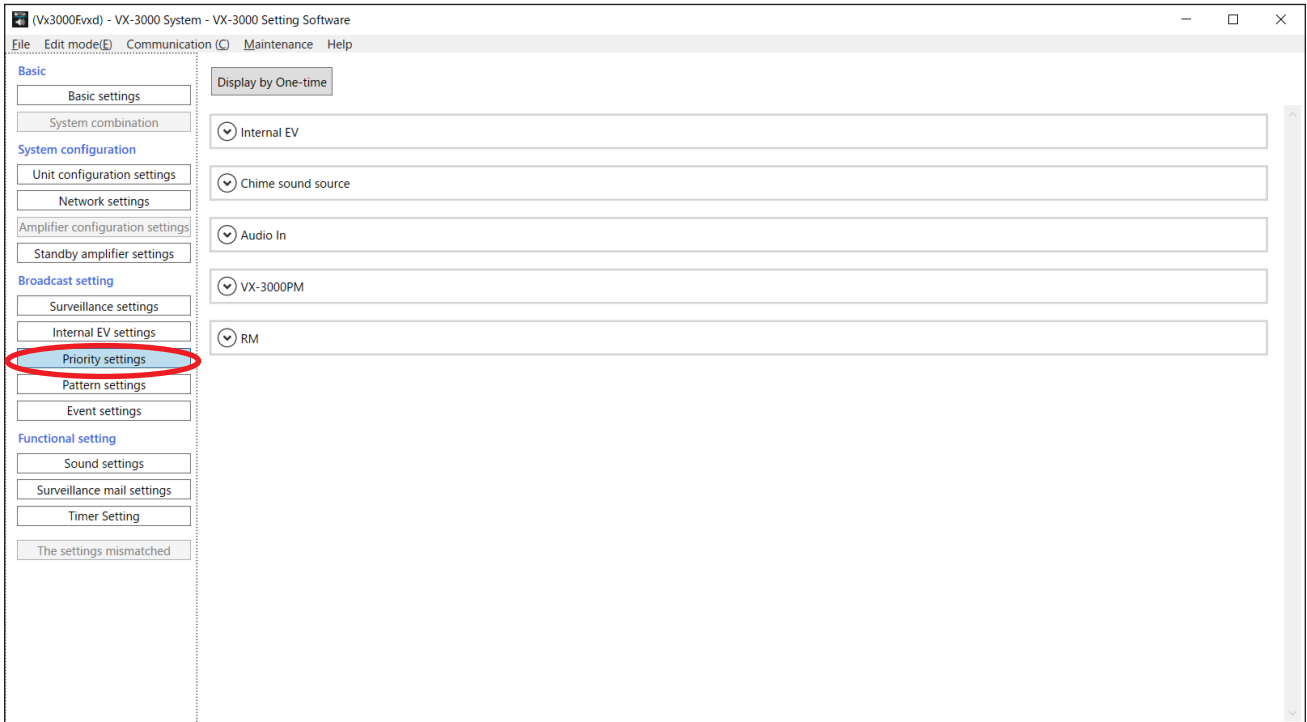 (Vx3000F.vxd) - VX-3000 System - VX-3000 Setting Software
File Edit mode(E) Communication (C) Maintenance Help
Basic
Basic settings
System combination
System configuration
Unit configuration settings
Network settings
Amplifier configuration settings
Standby amplifier settings
Broadcast setting
Surveillance settings
Internal EV settings
Priority settings
Pattern settings
Event settings
Functional setting
Sound settings
Surveillance mail settings
Timer Setting
The settings mismatched
Display by One-time
Internal EV
Chime sound source
Audio In
VX-3000PM
RM